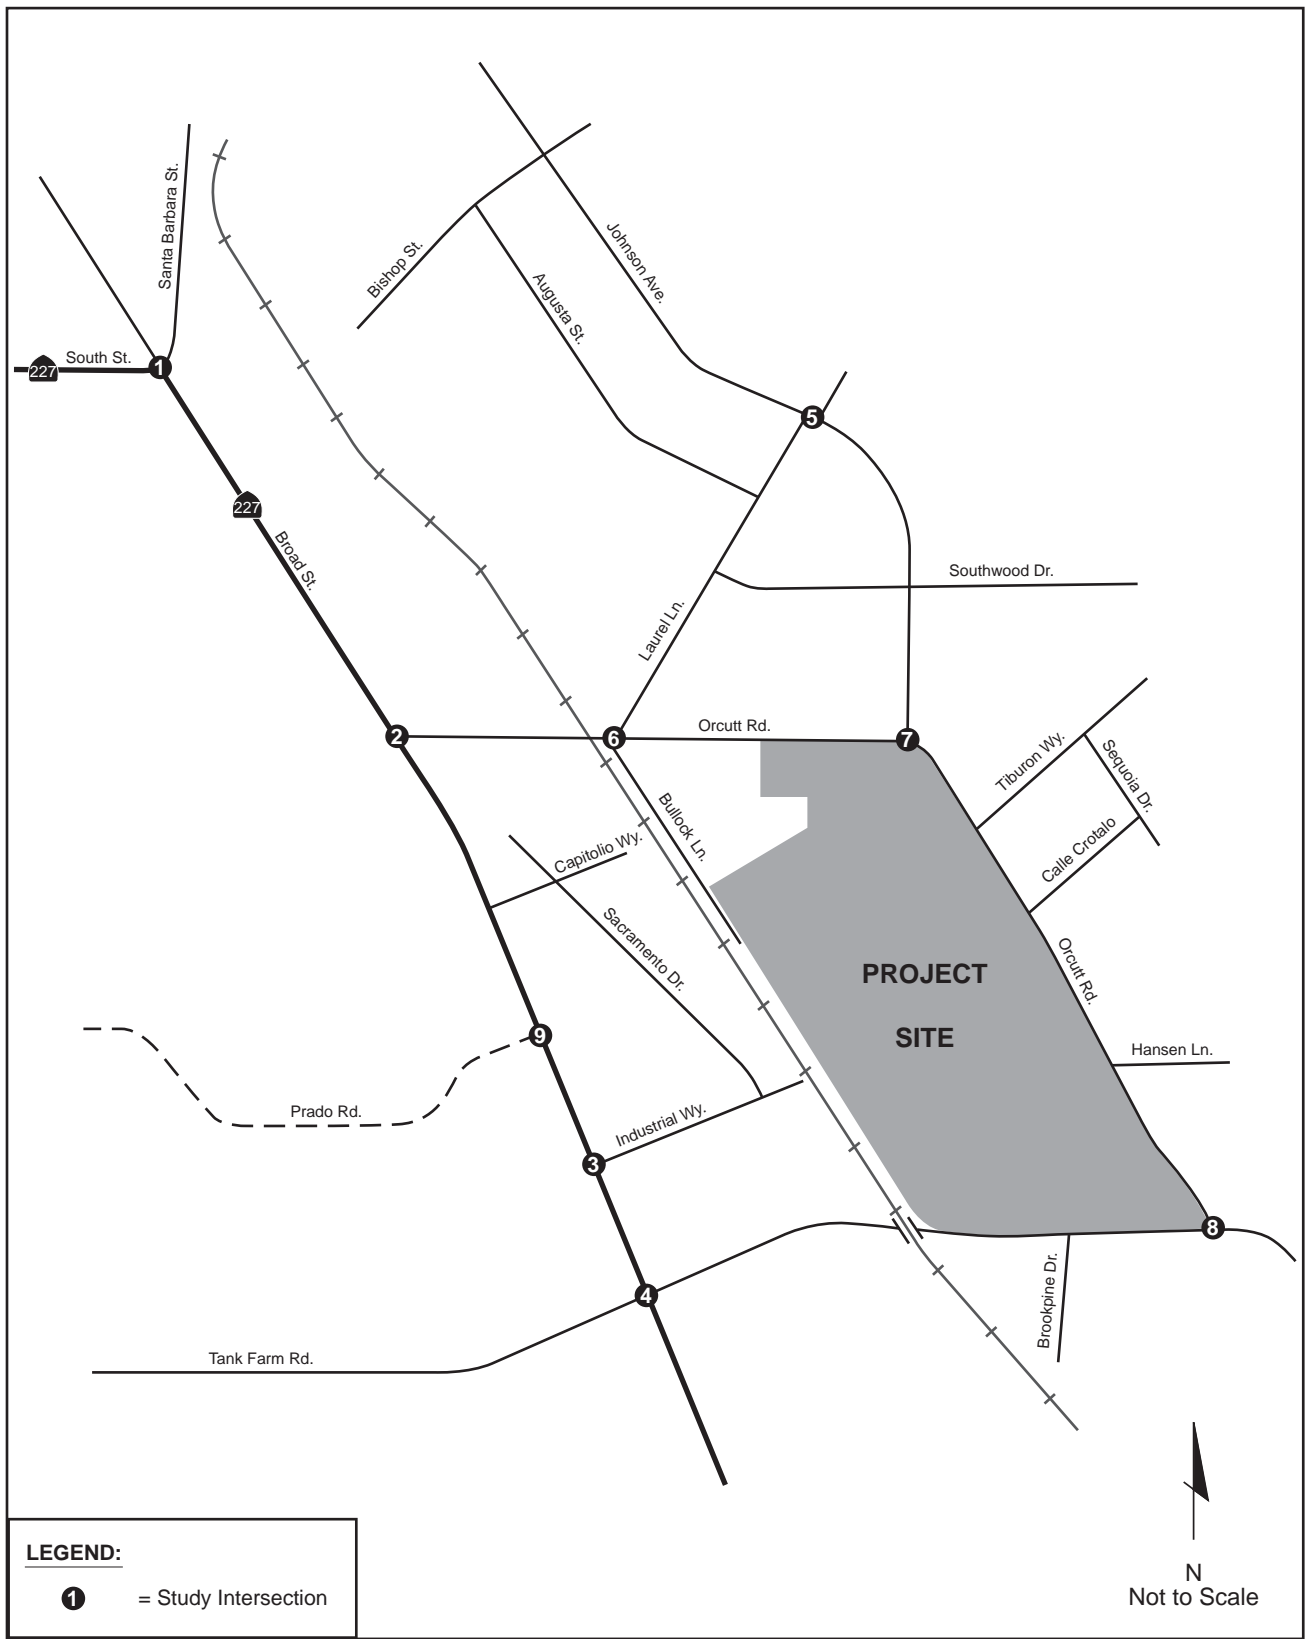 Santa Barbara St.
Bishop St.
Johnson Ave.
Augusta St.
South St.
227
1
5
227
Broad St.
Southwood Dr.
Laurel Ln.
2
6
Orcutt Rd.
7
Tiburon Wy.
Sequoia Dr.
Bullock Ln.
Capitolio Wy.
Calle Crotalo
Sacramento Dr.
Orcutt Rd.
PROJECT
SITE
9
Hansen Ln.
Prado Rd.
Industrial Wy.
3
8
4
Brookpine Dr.
Tank Farm Rd.
LEGEND:
1 = Study Intersection
N
Not to Scale